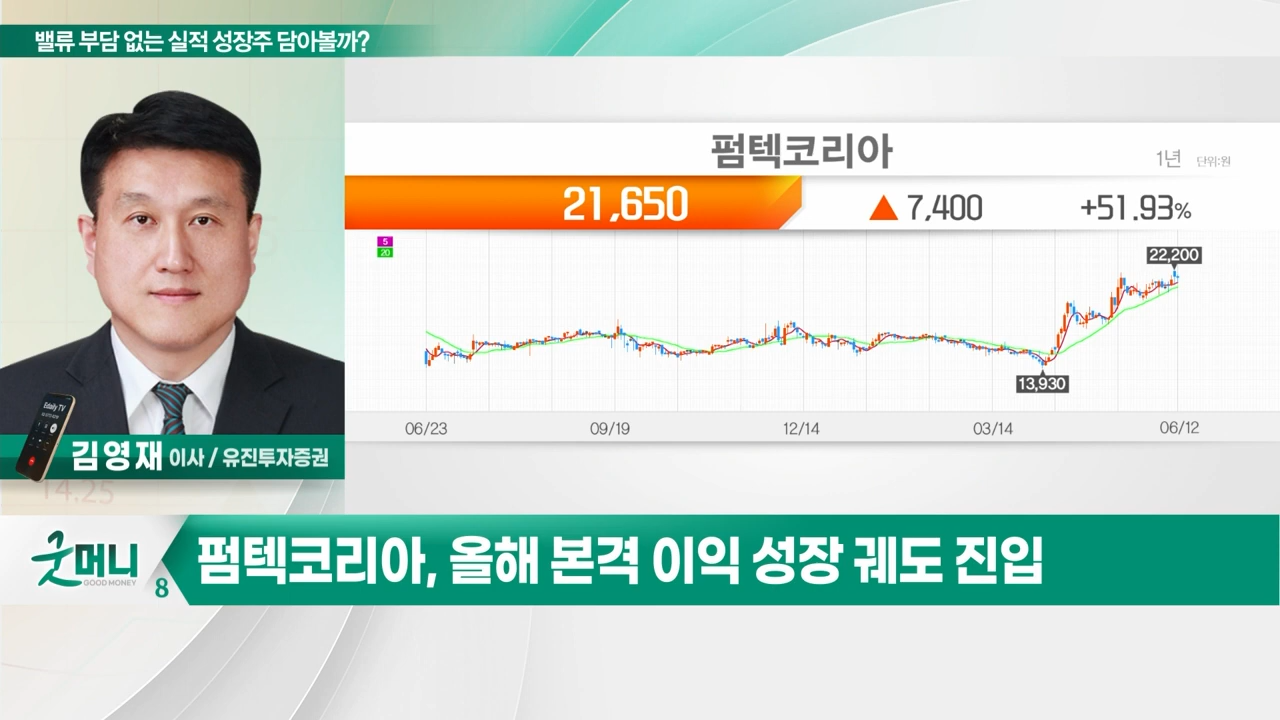 밸류 부담 없는 실적 성장주 담아볼까?
펌텍코리아
1년 단위:원
21,650 ▲ 7,400 +51.93%
5
20
22,200
13,930
06/23 09/19 12/14 03/14 06/12
Edaily TV
김영재 이사 / 유진투자증권
14.25
굿머니
GOOD MONEY
8
펌텍코리아, 올해 본격 이익 성장 궤도 진입